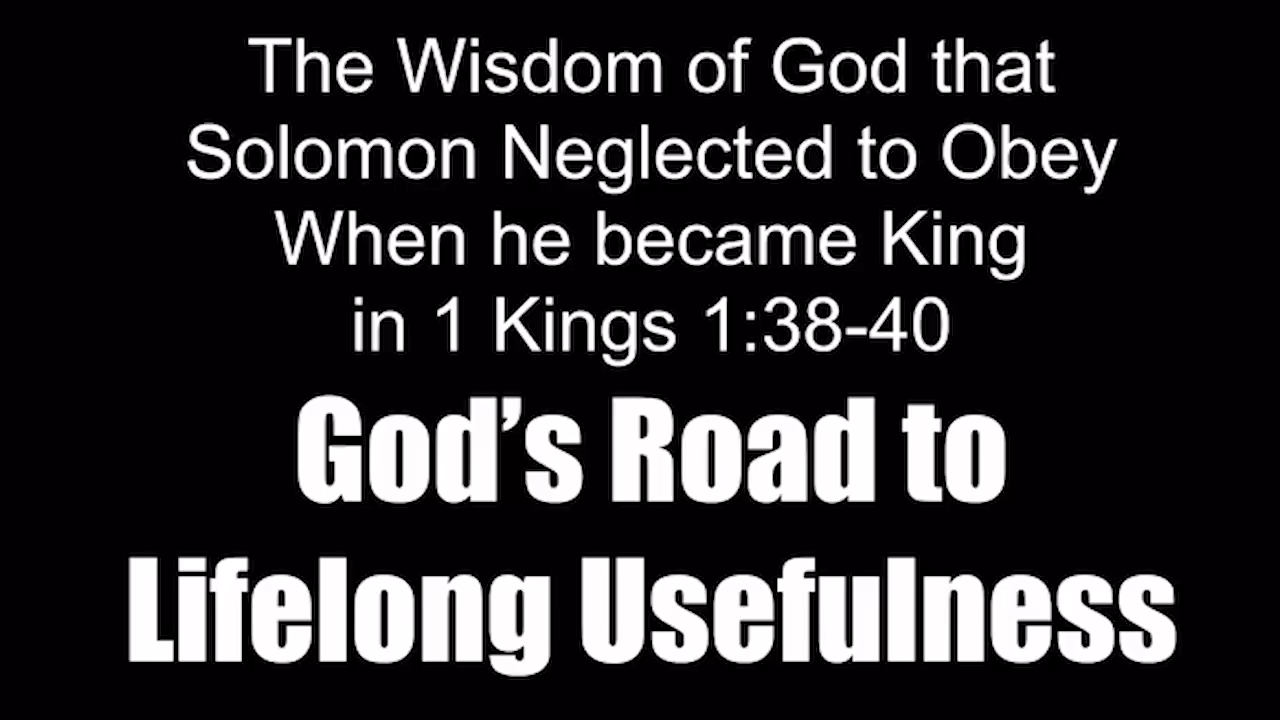 The Wisdom of God that
Solomon Neglected to Obey
When he became King
in 1 Kings 1:38-40
God’s Road to
Lifelong Usefulness